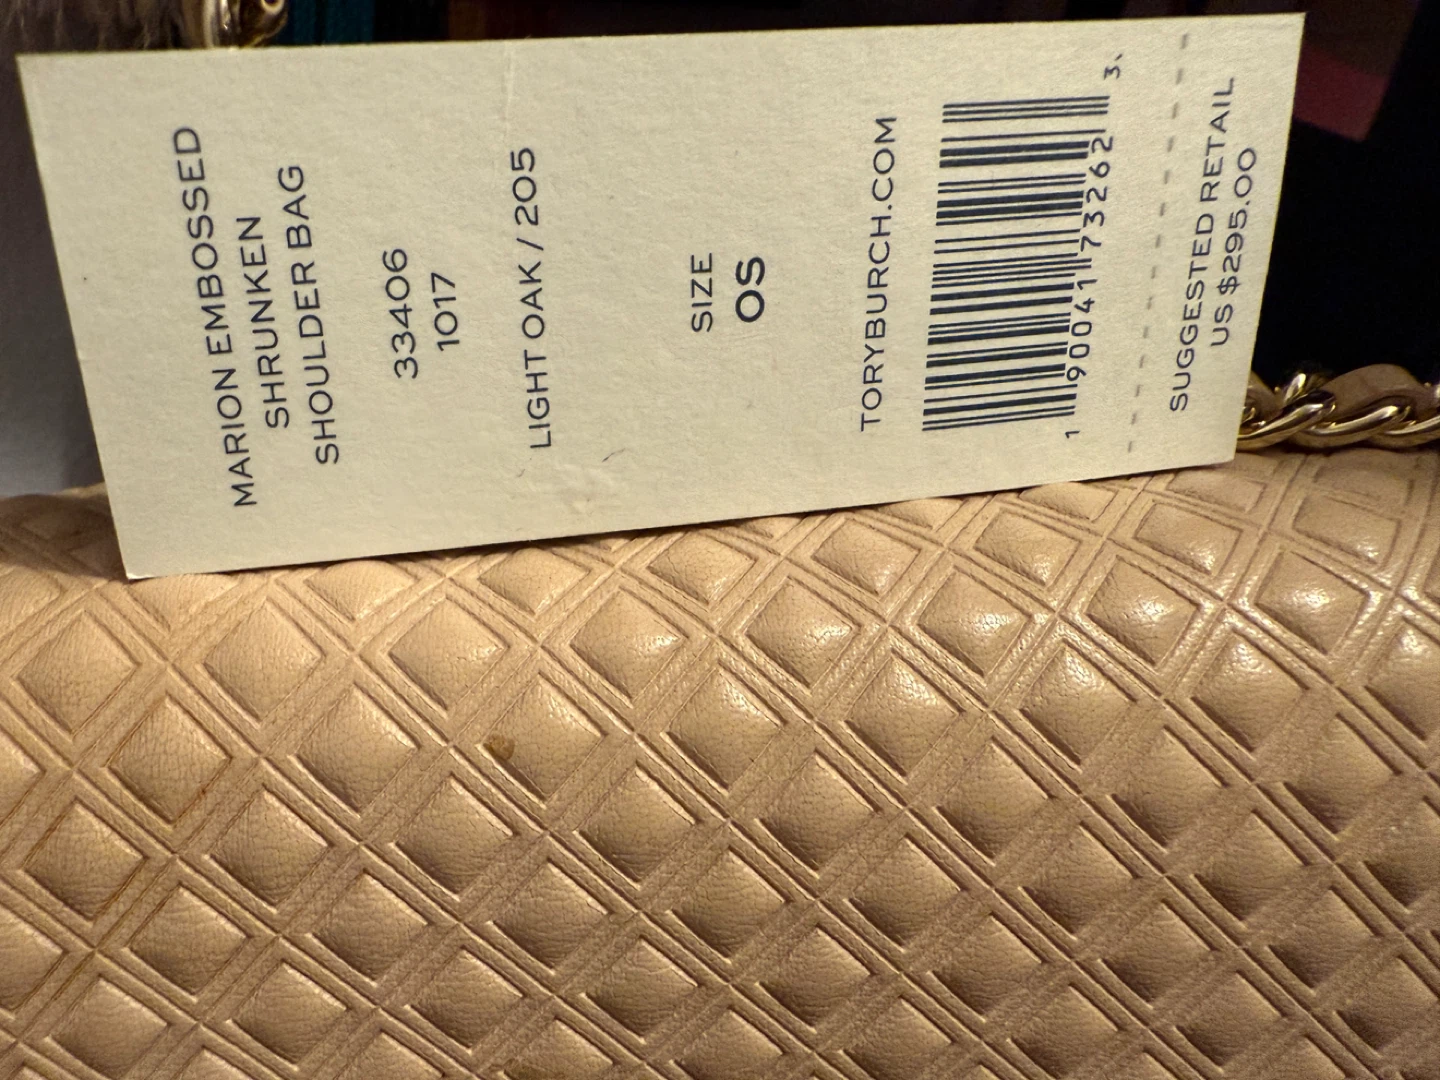 MARION EMBOSSED
SHRUNKEN
SHOULDER BAG
33406
1017
LIGHT OAK / 205
SIZE
OS
TORYBURCH.COM
1 90041 73262 3
SUGGESTED RETAIL
US $295.00